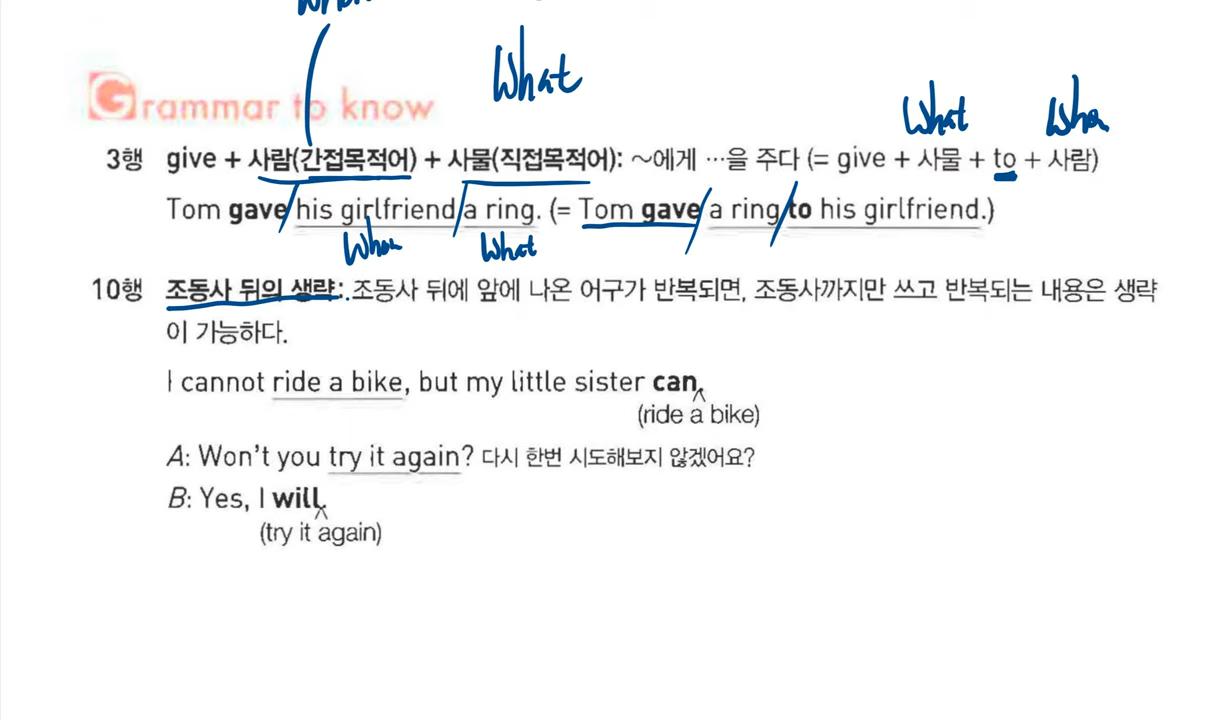 What
Grammar to know
What
3행 give + 사람(간접목적어) + 사물(직접목적어): ~에게 …을 주다 (= give + 사물 + to + 사람)
Tom gave his girlfriend a ring. (= Tom gave a ring to his girlfriend.)
What
10행 조동사 뒤의 생략: 조동사 뒤에 앞에 나온 어구가 반복되면, 조동사까지만 쓰고 반복되는 내용은 생략
이 가능하다.
I cannot ride a bike, but my little sister can.
(ride a bike)
A: Won't you try it again? 다시 한번 시도해보지 않겠어요?
B: Yes, I will.
(try it again)